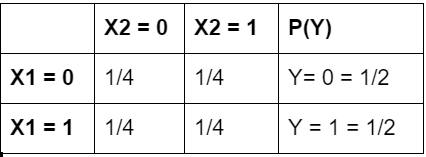 X2 = 0 X2 = 1 P(Y)
X1 = 0 1/4 1/4 Y= 0 = 1/2
X1 = 1 1/4 1/4 Y = 1 = 1/2